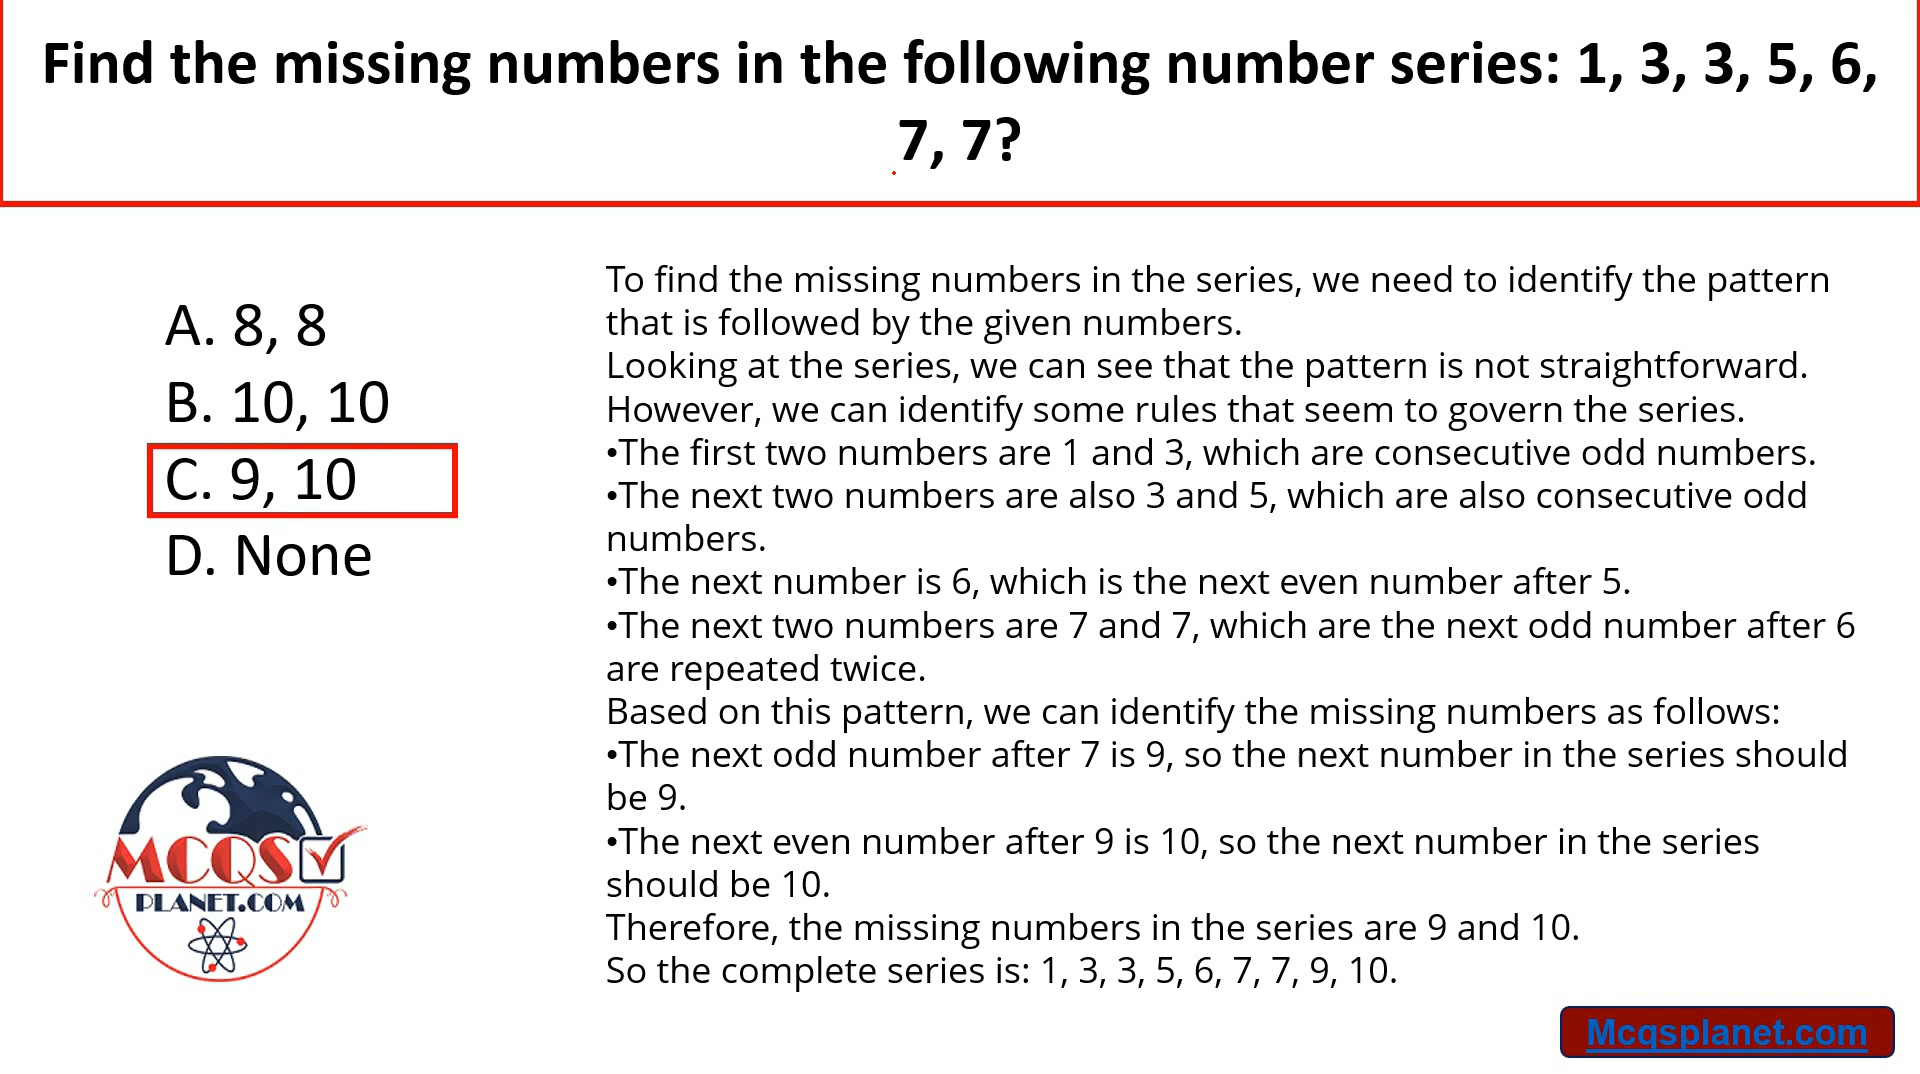 Find the missing numbers in the following number series: 1, 3, 3, 5, 6,
7, 7?
A. 8, 8
B. 10, 10
C. 9, 10
D. None
To find the missing numbers in the series, we need to identify the pattern
that is followed by the given numbers.
Looking at the series, we can see that the pattern is not straightforward.
However, we can identify some rules that seem to govern the series.
•The first two numbers are 1 and 3, which are consecutive odd numbers.
•The next two numbers are also 3 and 5, which are also consecutive odd
numbers.
•The next number is 6, which is the next even number after 5.
•The next two numbers are 7 and 7, which are the next odd number after 6
are repeated twice.
Based on this pattern, we can identify the missing numbers as follows:
•The next odd number after 7 is 9, so the next number in the series should
be 9.
•The next even number after 9 is 10, so the next number in the series
should be 10.
Therefore, the missing numbers in the series are 9 and 10.
So the complete series is: 1, 3, 3, 5, 6, 7, 7, 9, 10.
MCQS
PLANET.COM
Mcqsplanet.com